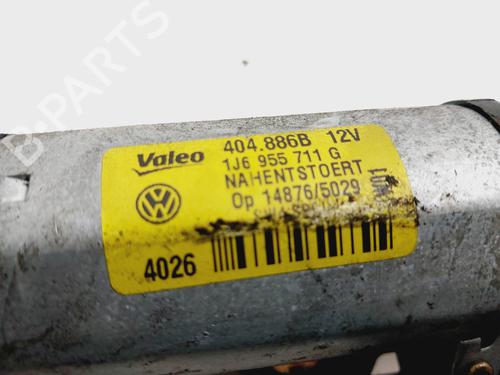 Valeo
404.886B 12V
1J6 955 711 G
NAHENTSTOERT
Op 14876/5029
4026
B-PARTS